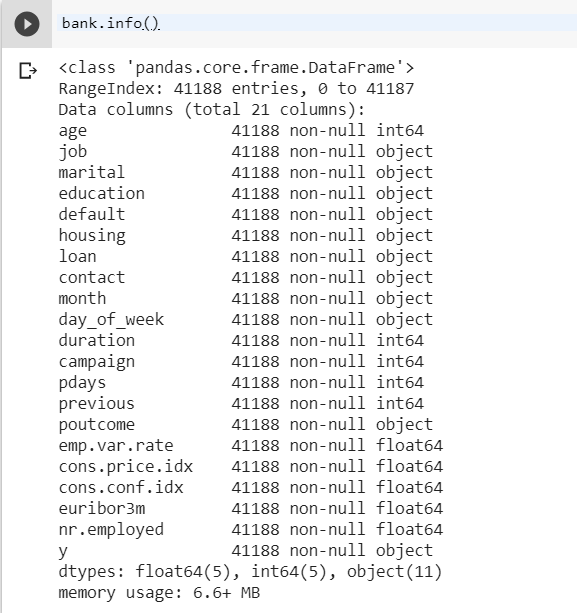 bank.info()
<class 'pandas.core.frame.DataFrame'>
RangeIndex: 41188 entries, 0 to 41187
Data columns (total 21 columns):
age 41188 non-null int64
job 41188 non-null object
marital 41188 non-null object
education 41188 non-null object
default 41188 non-null object
housing 41188 non-null object
loan 41188 non-null object
contact 41188 non-null object
month 41188 non-null object
day_of_week 41188 non-null object
duration 41188 non-null int64
campaign 41188 non-null int64
pdays 41188 non-null int64
previous 41188 non-null int64
poutcome 41188 non-null object
emp.var.rate 41188 non-null float64
cons.price.idx 41188 non-null float64
cons.conf.idx 41188 non-null float64
euribor3m 41188 non-null float64
nr.employed 41188 non-null float64
y 41188 non-null object
dtypes: float64(5), int64(5), object(11)
memory usage: 6.6+ MB